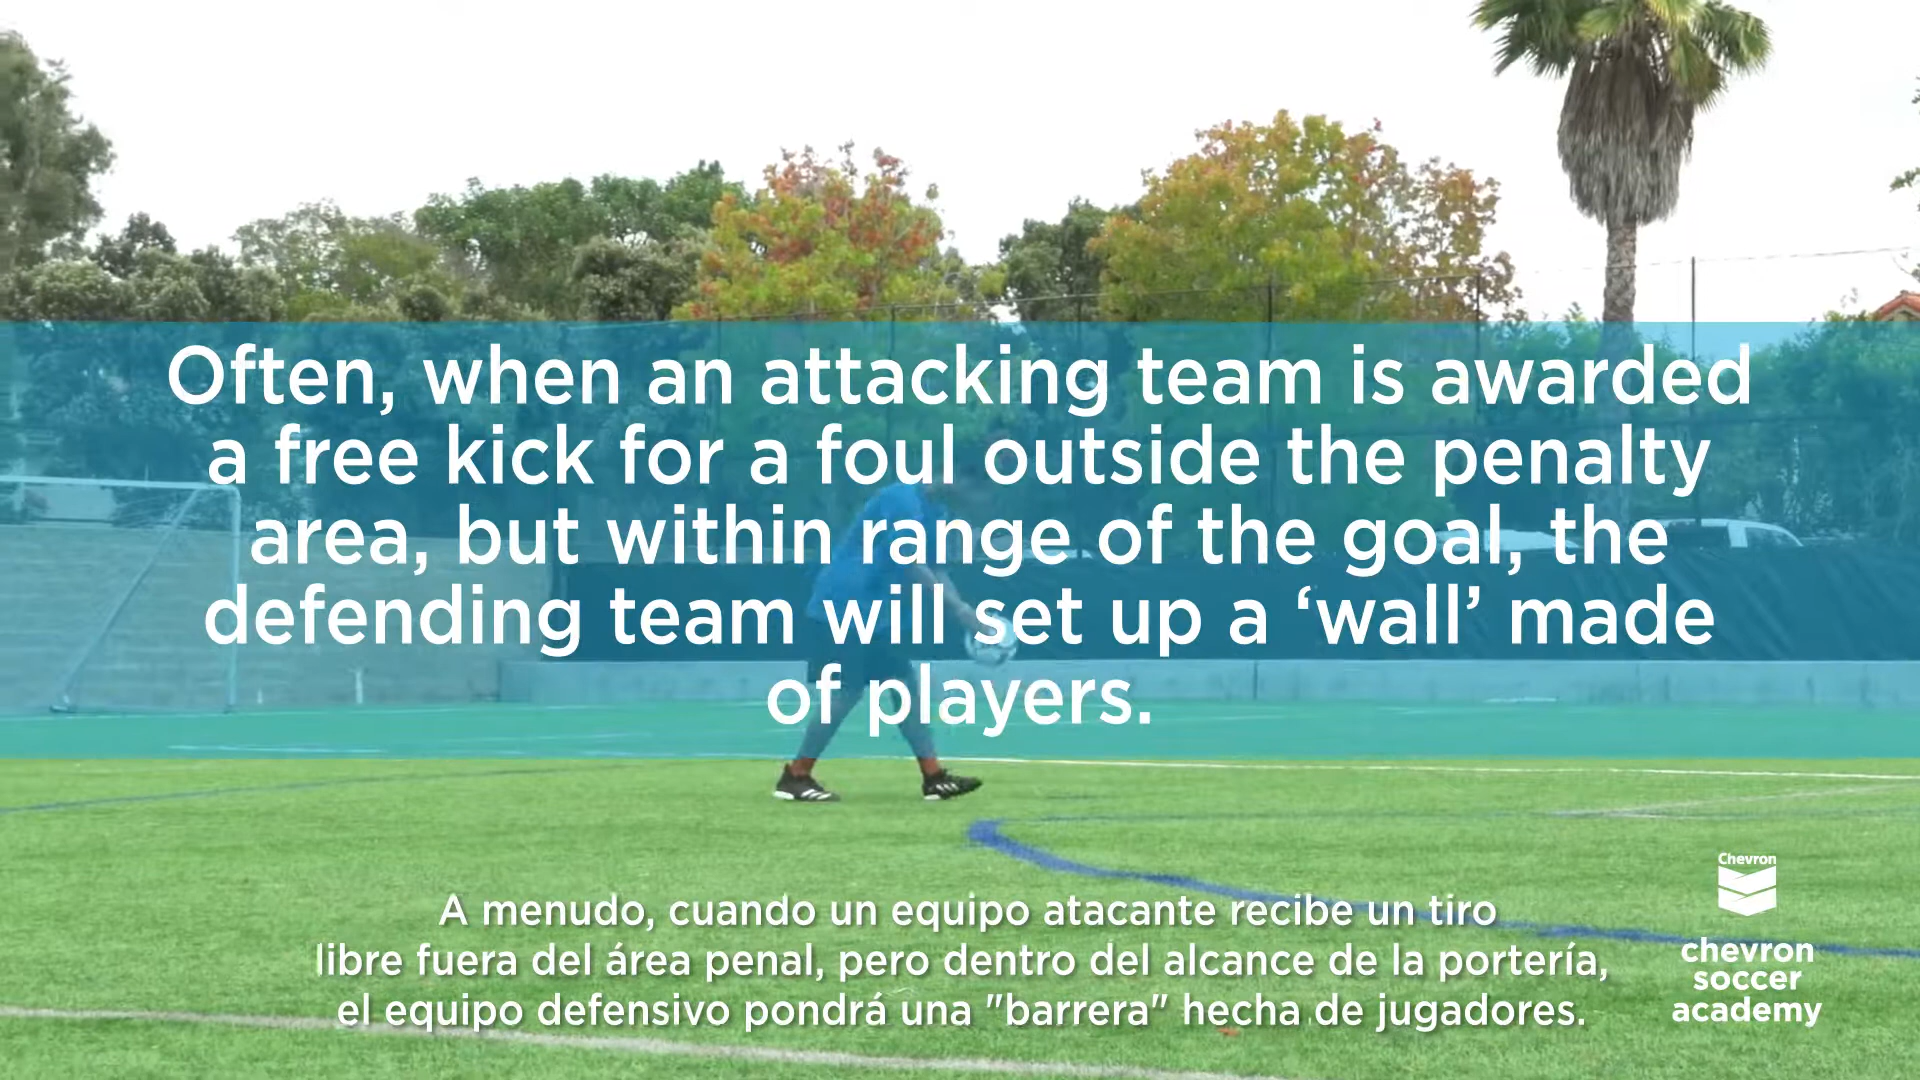 Often, when an attacking team is awarded
a free kick for a foul outside the penalty
area, but within range of the goal, the
defending team will set up a ‘wall’ made
of players.
A menudo, cuando un equipo atacante recibe un tiro
libre fuera del área penal, pero dentro del alcance de la portería,
el equipo defensivo pondrá una "barrera" hecha de jugadores.
Chevron
chevron
soccer
academy